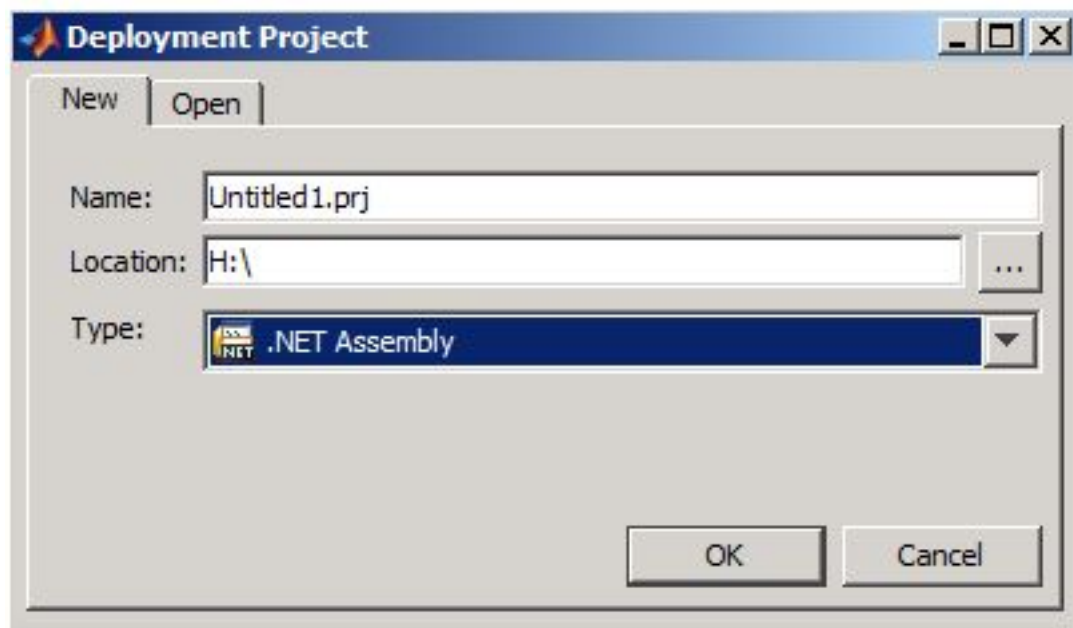 Deployment Project
New Open
Name: Untitled1.prj
Location: H:\ ...
Type: .NET Assembly
OK Cancel